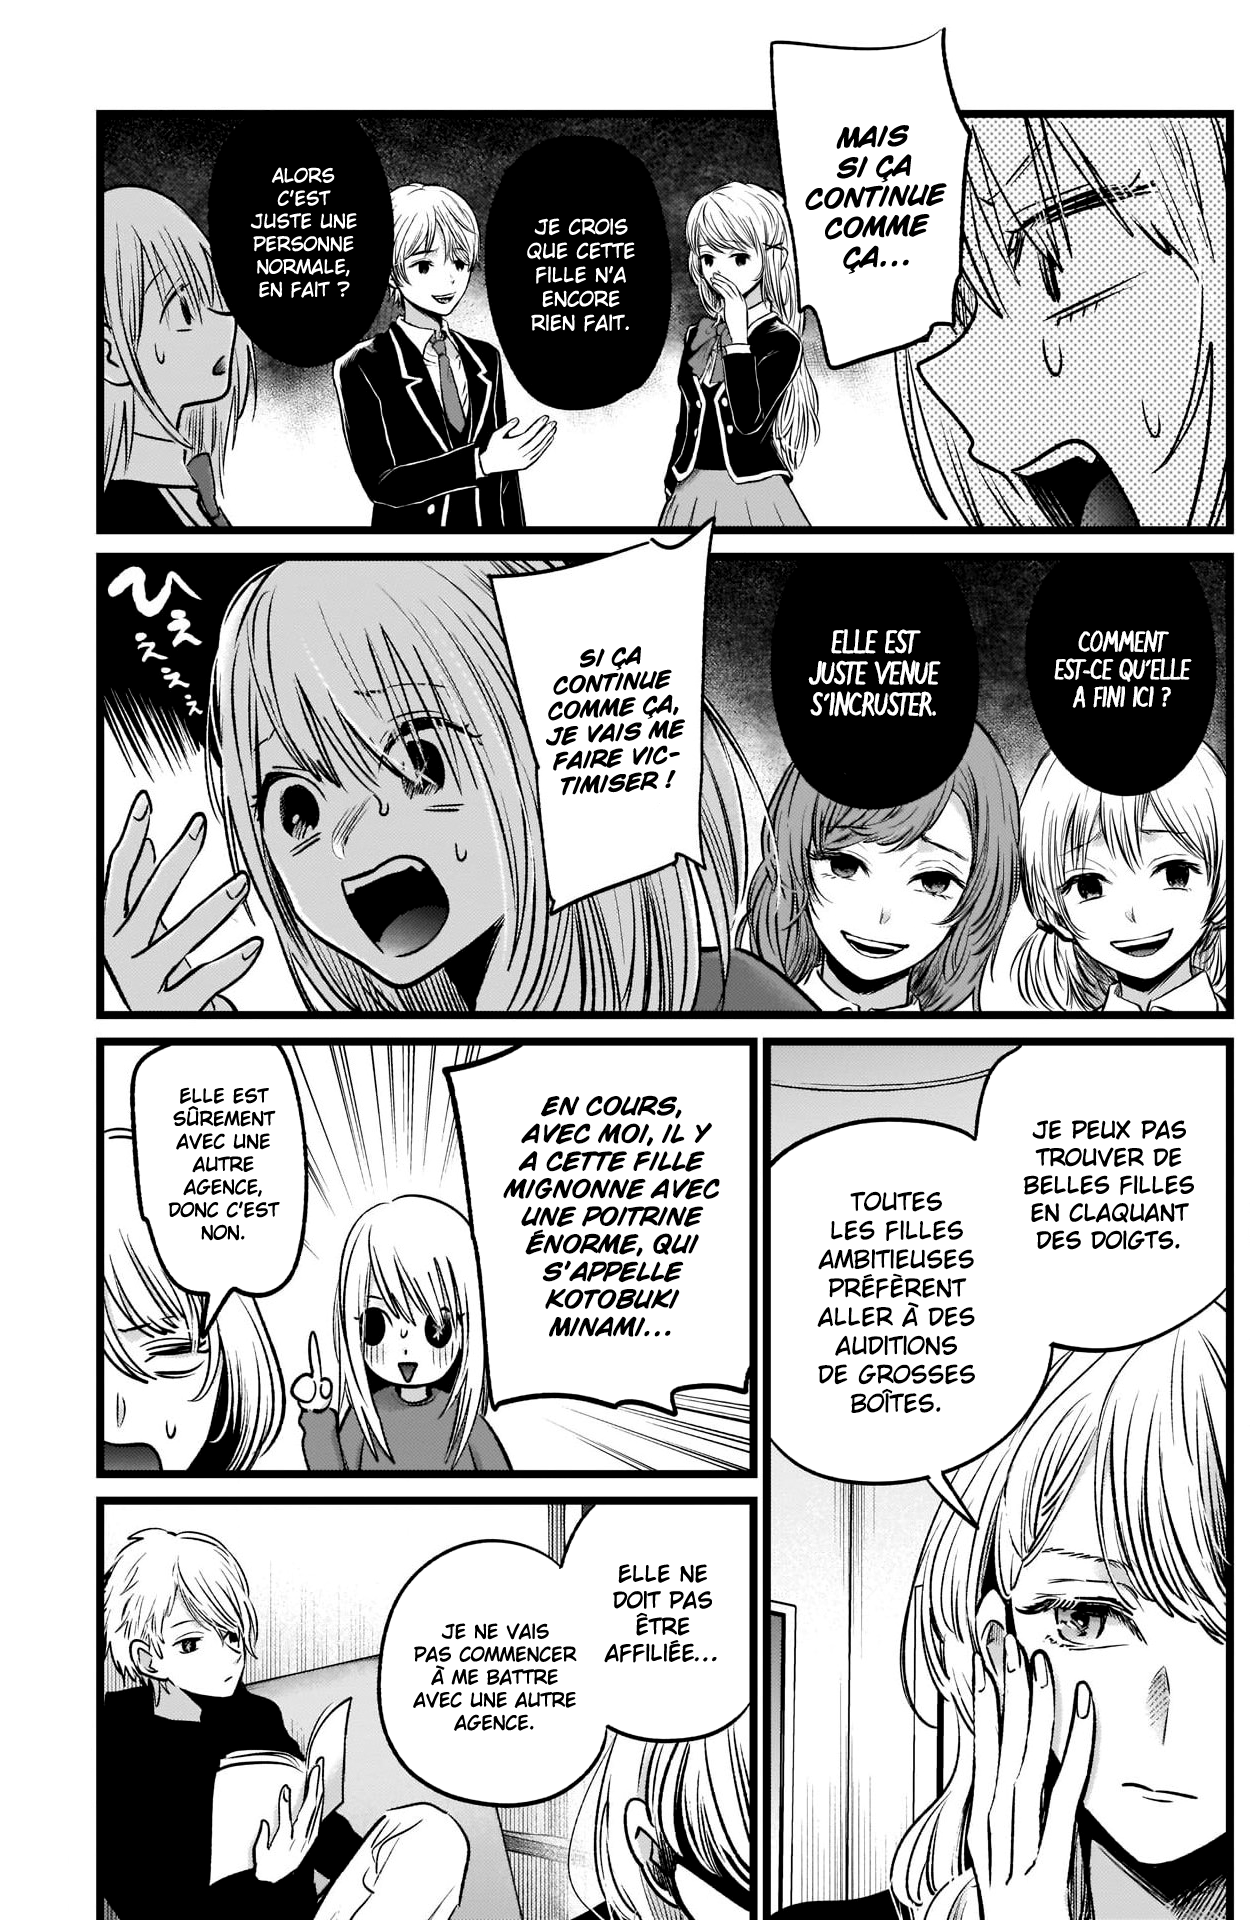 MAIS
SI ÇA
CONTINUE
COMME
ÇA...
JE CROIS
QUE CETTE
FILLE N'A
ENCORE
RIEN FAIT.
ALORS
C'EST
JUSTE UNE
PERSONNE
NORMALE,
EN FAIT ?
COMMENT
EST-CE QU'ELLE
A FINI ICI ?
ELLE EST
JUSTE VENUE
S'INCRUSTER.
SI ÇA
CONTINUE
COMME ÇA,
JE VAIS ME
FAIRE VIC-
TIMISER !
ひえ
ぇぇぇ
JE PEUX PAS
TROUVER DE
BELLES FILLES
EN CLAQUANT
DES DOIGTS.
TOUTES
LES FILLES
AMBITIEUSES
PRÉFÈRENT
ALLER À DES
AUDITIONS
DE GROSSES
BOÎTES.
EN COURS,
AVEC MOI, IL Y
A CETTE FILLE
MIGNONNE AVEC
UNE POITRINE
ÉNORME, QUI
S'APPELLE
KOTOBUKI
MINAMI...
ELLE EST
SÛREMENT
AVEC UNE
AUTRE
AGENCE,
DONC C'EST
NON.
ELLE NE
DOIT PAS
ÊTRE
AFFILIÉE...
JE NE VAIS
PAS COMMENCER
À ME BATTRE
AVEC UNE AUTRE
AGENCE.